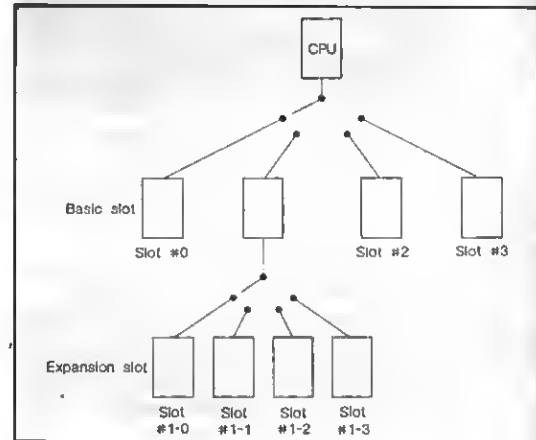 CPU
Basic slot
Slot #0
Slot #2
Slot #3
Expansion slot
Slot #1-0
Slot #1-1
Slot #1-2
Slot #1-3